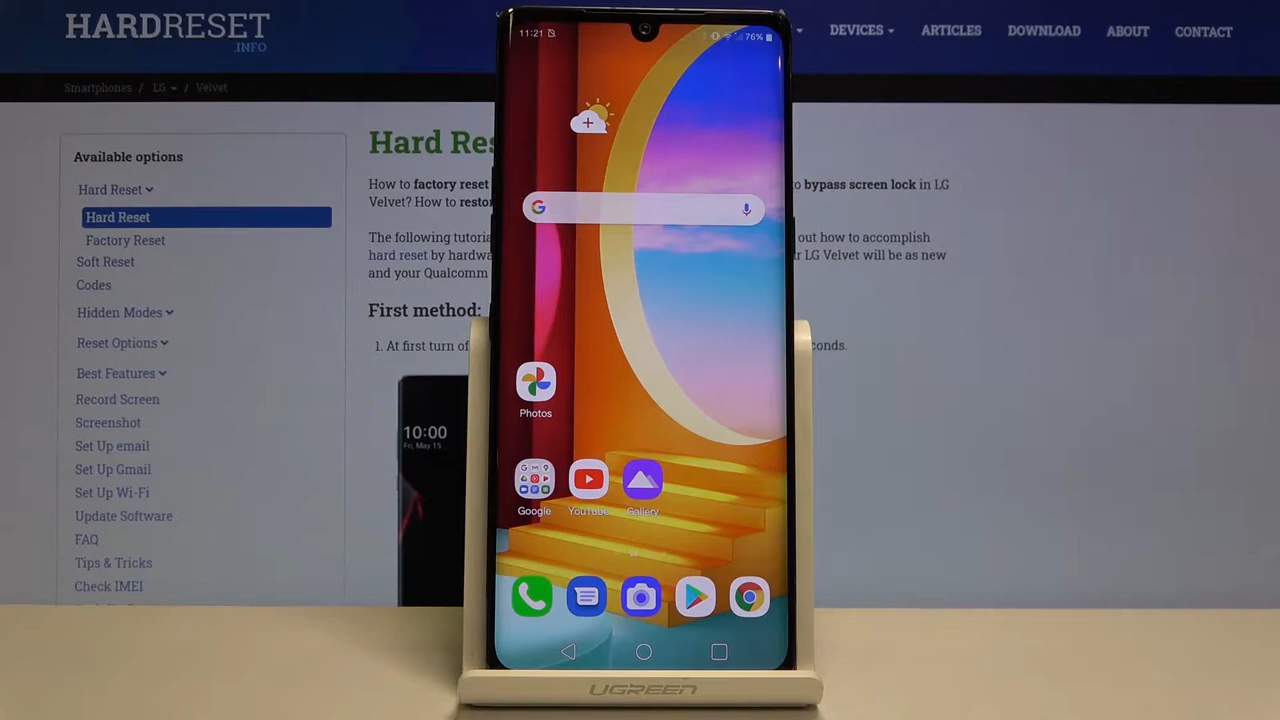 HARDRESET
.INFO
DEVICES
ARTICLES
DOWNLOAD
ABOUT
CONTACT
Smartphones / LG / Velvet
Available options
Hard Reset
Hard Reset
Factory Reset
Soft Reset
Codes
Hidden Modes
Reset Options
Best Features
Record Screen
Screenshot
Set Up email
Set Up Gmail
Set Up Wi-Fi
Update Software
FAQ
Tips & Tricks
Check IMEI
Hard Res
How to factory reset
bypass screen lock in LG
Velvet? How to
The following
out how to accomplish
hard reset by
LG Velvet will be as new
and your Qualcomm
First method:
1. At first turn of
10:00
Fri, May 15
11:21
76%
Photos
Google
YouTube
Gallery
UGREEN